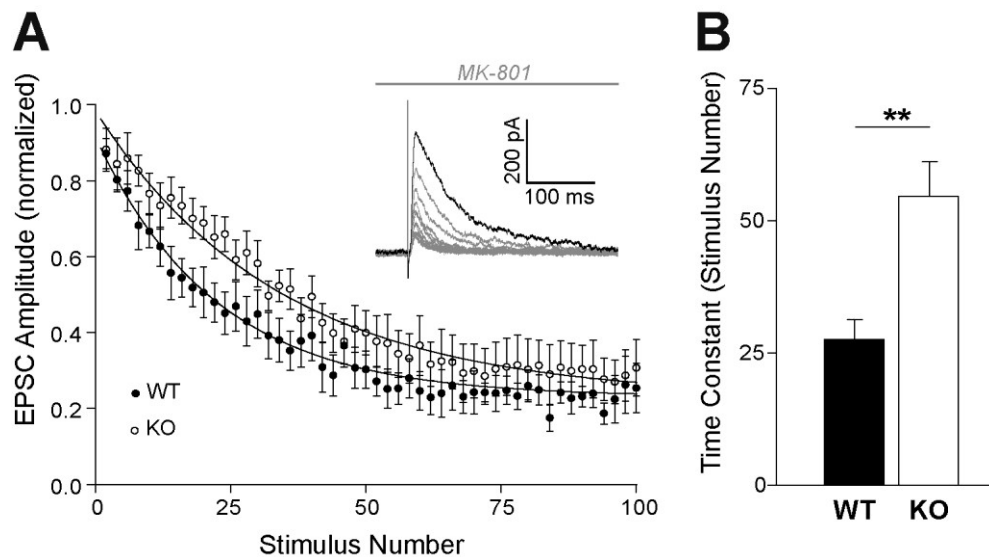 A
B
MK-801
200 pA
100 ms
EPSC Amplitude (normalized)
1.0
0.8
0.6
0.4
0.2
0.0
WT
KO
0
25
50
75
100
Stimulus Number
**
Time Constant (Stimulus Number)
75
50
25
0
WT
KO